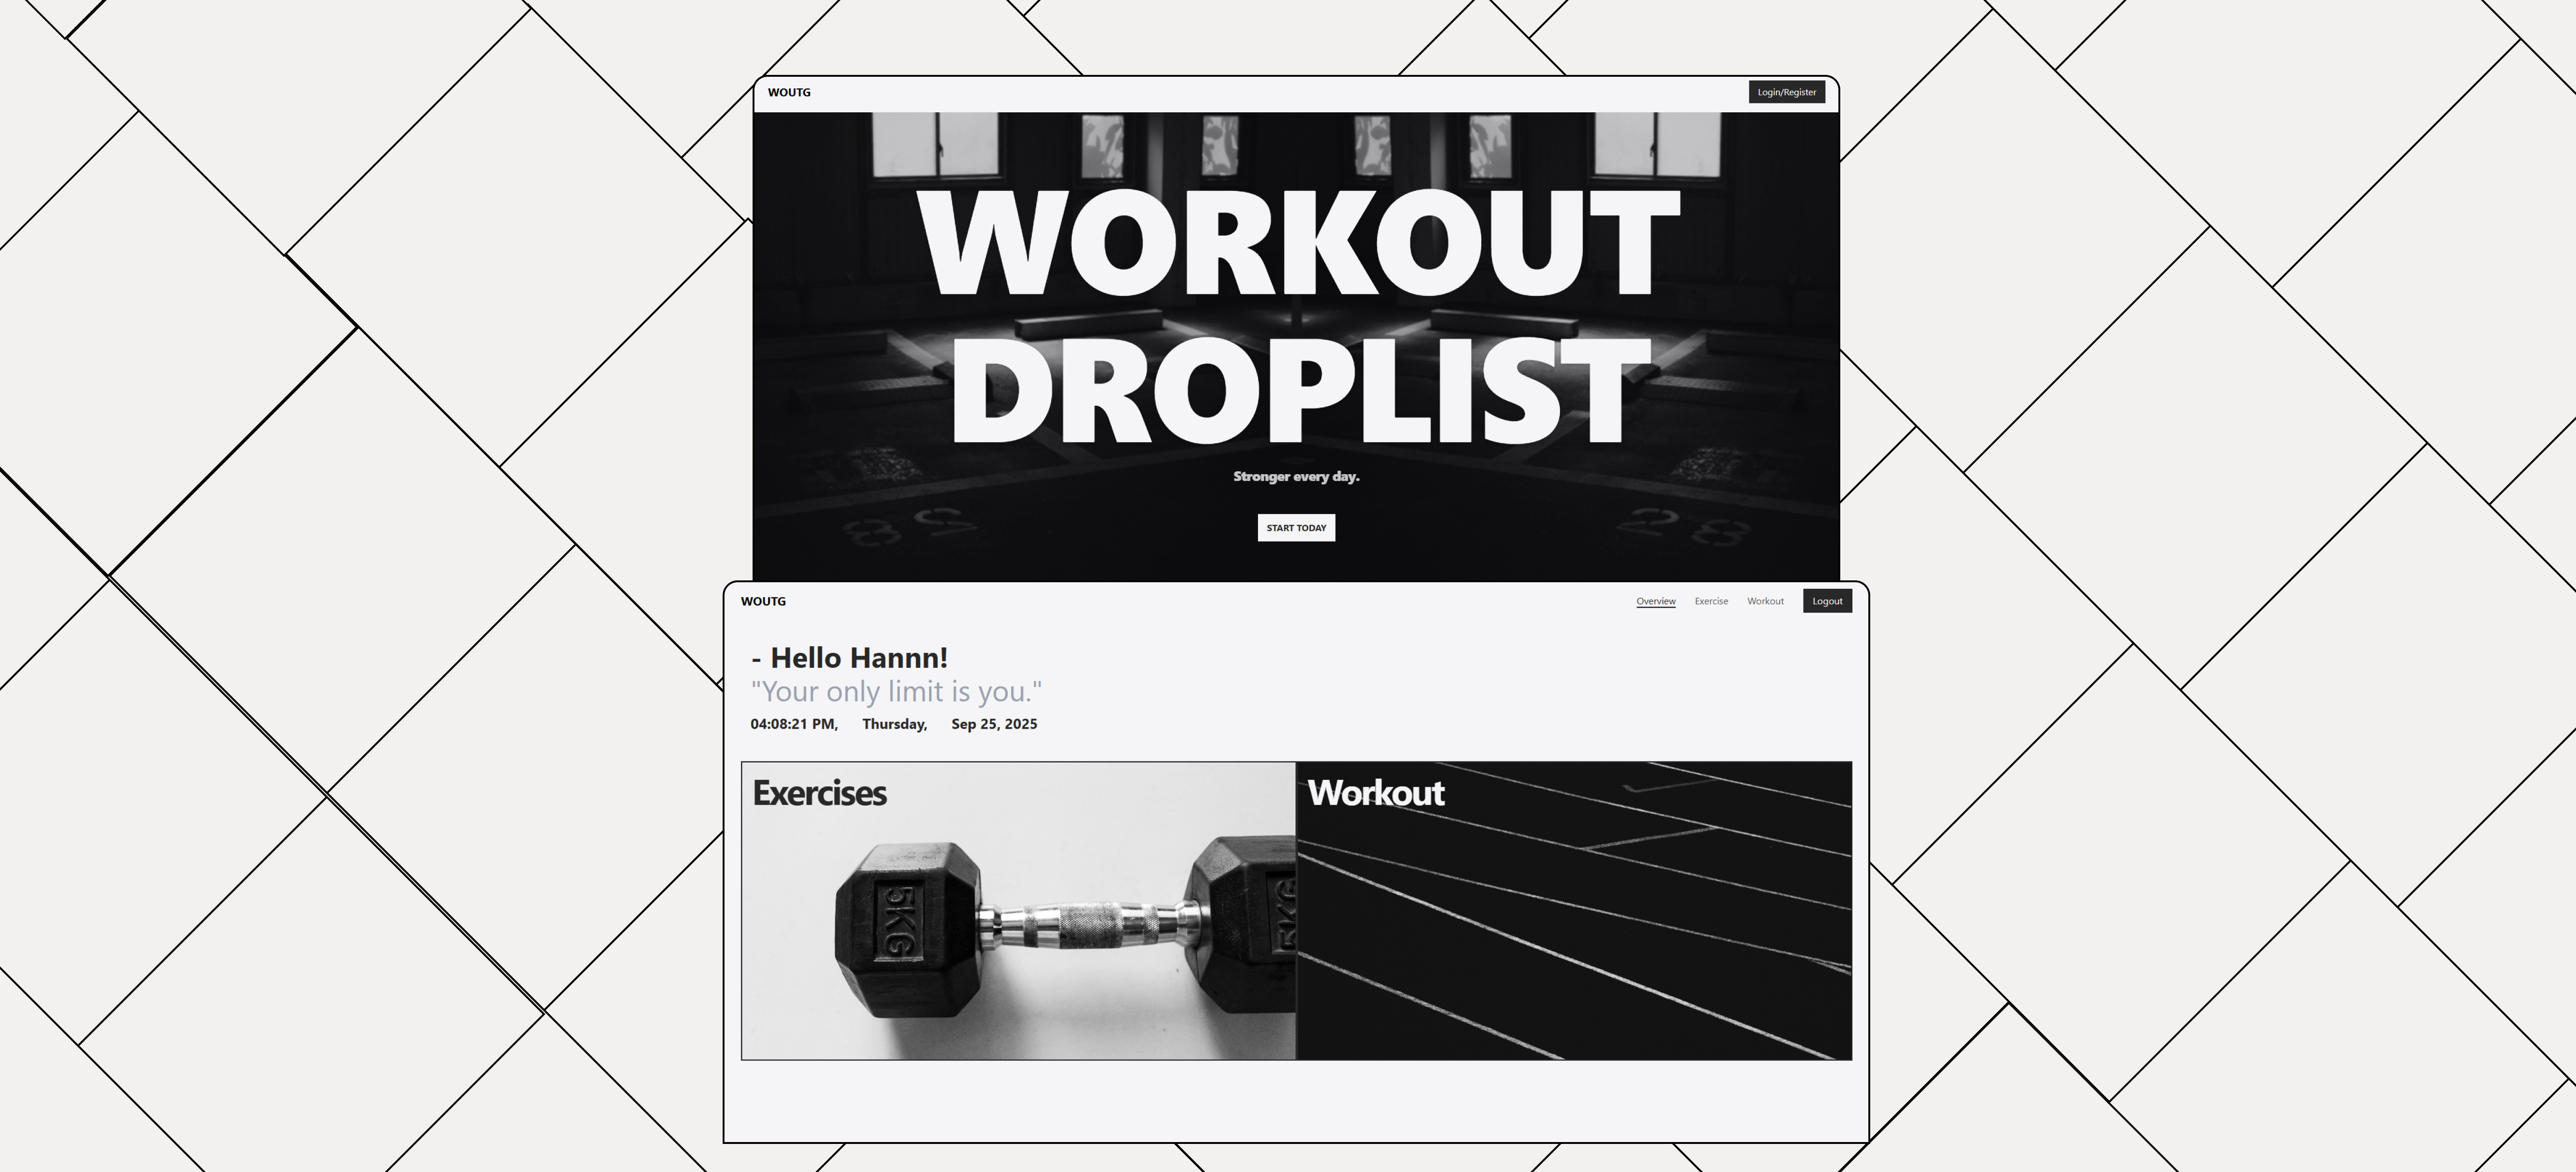 WOUTG
Login/Register
WORKOUT
DROPLIST
Stronger every day.
START TODAY
WOUTG
Overview Exercise Workout Logout
- Hello Hannn!
"Your only limit is you."
04:08:21 PM, Thursday, Sep 25, 2025
Exercises
Workout
5KG
5KG